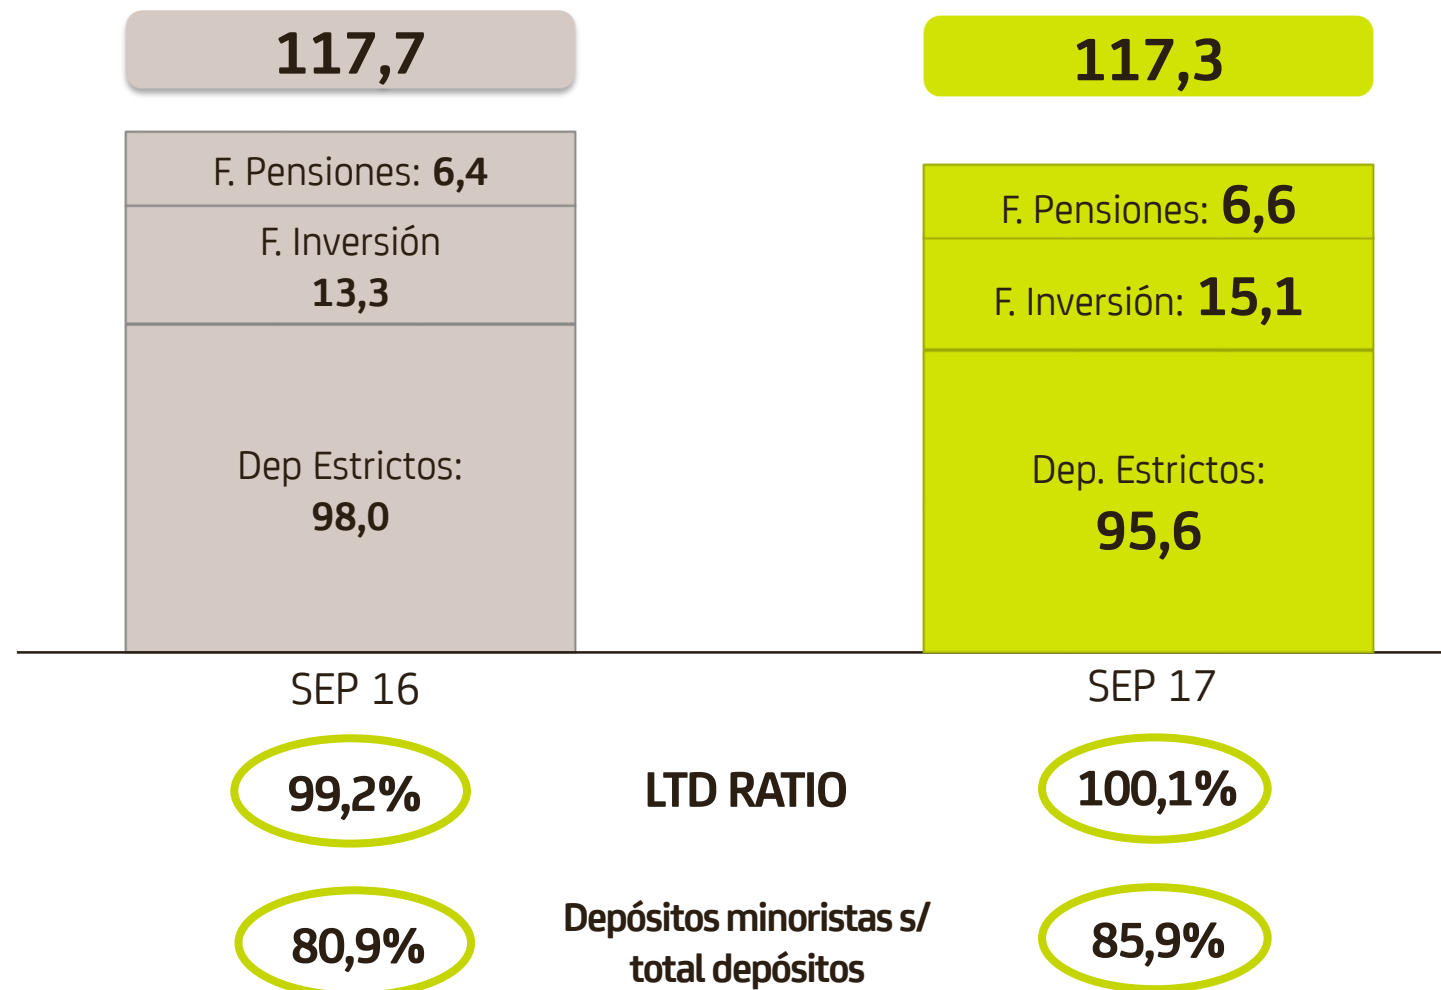 117,7
117,3
F. Pensiones: 6,4
F. Inversión
13,3
Dep Estrictos:
98,0
F. Pensiones: 6,6
F. Inversión: 15,1
Dep. Estrictos:
95,6
SEP 16
SEP 17
99,2%
LTD RATIO
100,1%
80,9%
Depósitos minoristas s/
total depósitos
85,9%